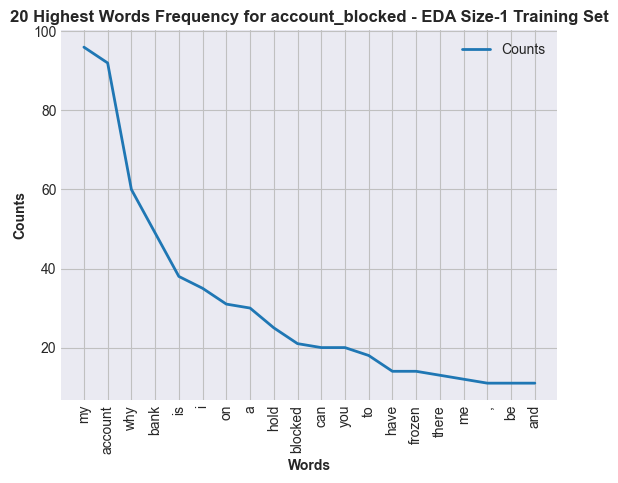 20 Highest Words Frequency for account_blocked - EDA Size-1 Training Set
100
80
60
40
20
Counts
Counts
my
account
why
bank
is
i
on
a
hold
blocked
can
you
to
have
frozen
there
me
,
be
and
Words